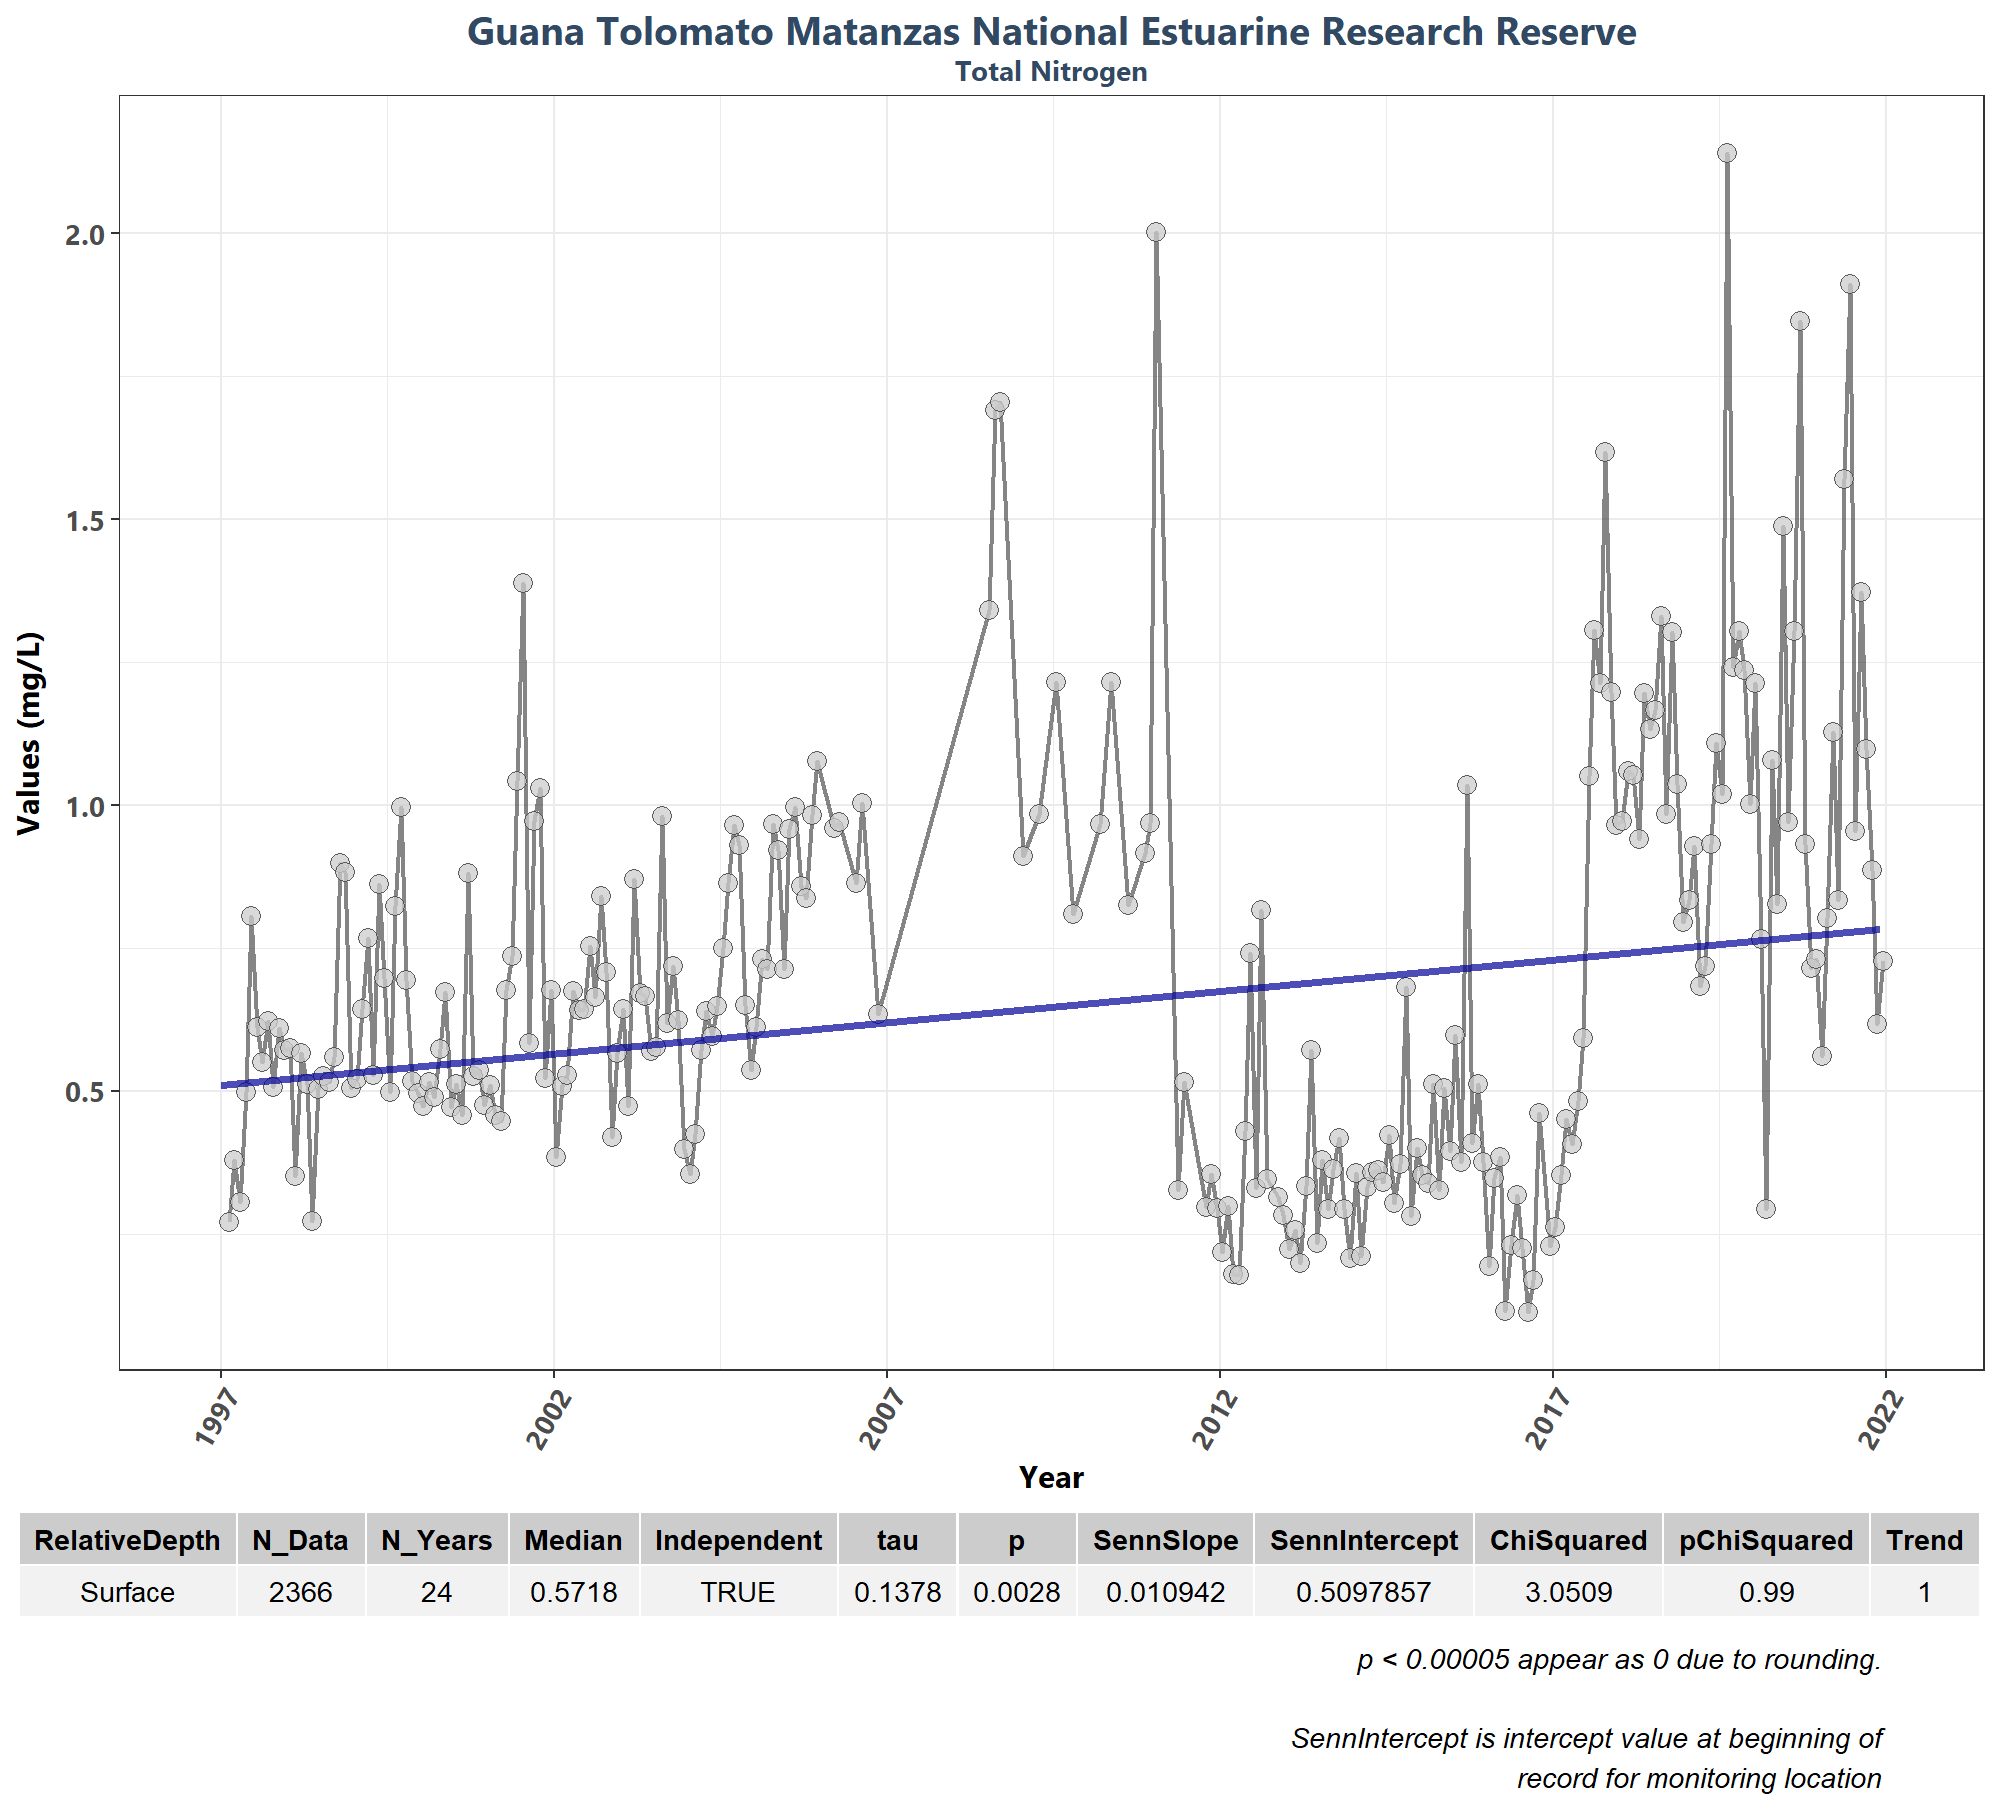 Guana Tolomato Matanzas National Estuarine Research Reserve
Total Nitrogen
Values (mg/L)
2.0
1.5
1.0
0.5
1997 2002 2007 2012 2017 2022
Year
RelativeDepth N_Data N_Years Median Independent tau p SennSlope SennIntercept ChiSquared pChiSquared Trend
Surface 2366 24 0.5718 TRUE 0.1378 0.0028 0.010942 0.5097857 3.0509 0.99 1
p < 0.00005 appear as 0 due to rounding.
SennIntercept is intercept value at beginning of
record for monitoring location